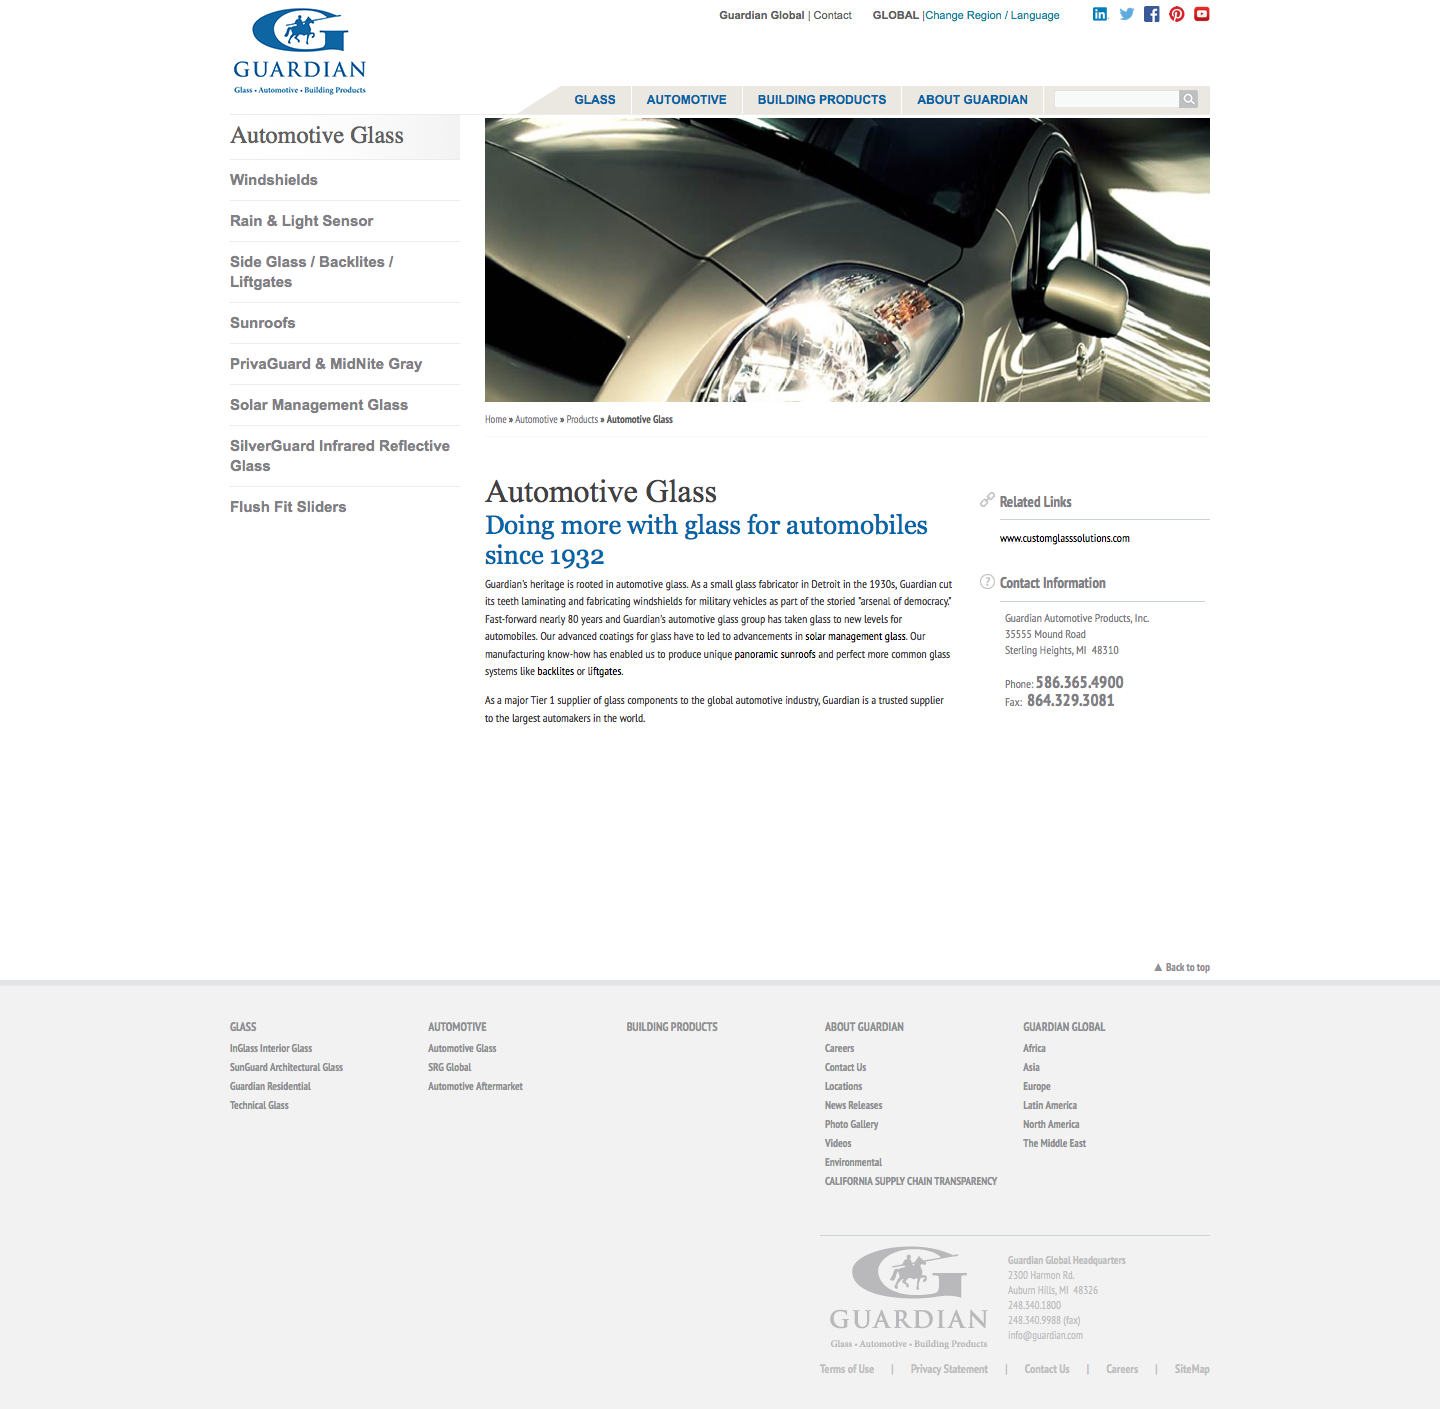 Guardian Global | Contact GLOBAL |Change Region / Language
GUARDIAN
Glass • Automotive • Building Products
GLASS AUTOMOTIVE BUILDING PRODUCTS ABOUT GUARDIAN
Automotive Glass
Windshields
Rain & Light Sensor
Side Glass / Backlites /
Liftgates
Sunroofs
PrivaGuard & MidNite Gray
Solar Management Glass
SilverGuard Infrared Reflective
Glass
Flush Fit Sliders
Home » Automotive » Products » Automotive Glass
Automotive Glass
Doing more with glass for automobiles
since 1932
Guardian's heritage is rooted in automotive glass. As a small glass fabricator in Detroit in the 1930s, Guardian cut
its teeth laminating and fabricating windshields for military vehicles as part of the storied "arsenal of democracy."
Fast-forward nearly 80 years and Guardian's automotive glass group has taken glass to new levels for
automobiles. Our advanced coatings for glass have to led to advancements in solar management glass. Our
manufacturing know-how has enabled us to produce unique panoramic sunroofs and perfect more common glass
systems like backlites or liftgates.
As a major Tier 1 supplier of glass components to the global automotive industry, Guardian is a trusted supplier
to the largest automakers in the world.
Related Links
www.customglasssolutions.com
Contact Information
Guardian Automotive Products, Inc.
35555 Mound Road
Sterling Heights, MI 48310
Phone: 586.365.4900
Fax: 864.329.3081
▲ Back to top
GLASS
InGlass Interior Glass
SunGuard Architectural Glass
Guardian Residential
Technical Glass
AUTOMOTIVE
Automotive Glass
SRG Global
Automotive Aftermarket
BUILDING PRODUCTS
ABOUT GUARDIAN
Careers
Contact Us
Locations
News Releases
Photo Gallery
Videos
Environmental
CALIFORNIA SUPPLY CHAIN TRANSPARENCY
GUARDIAN GLOBAL
Africa
Asia
Europe
Latin America
North America
The Middle East
GUARDIAN
Glass • Automotive • Building Products
Guardian Global Headquarters
2300 Harmon Rd.
Auburn Hills, MI 48326
248.340.1800
248.340.9988 (fax)
info@guardian.com
Terms of Use | Privacy Statement | Contact Us | Careers | SiteMap